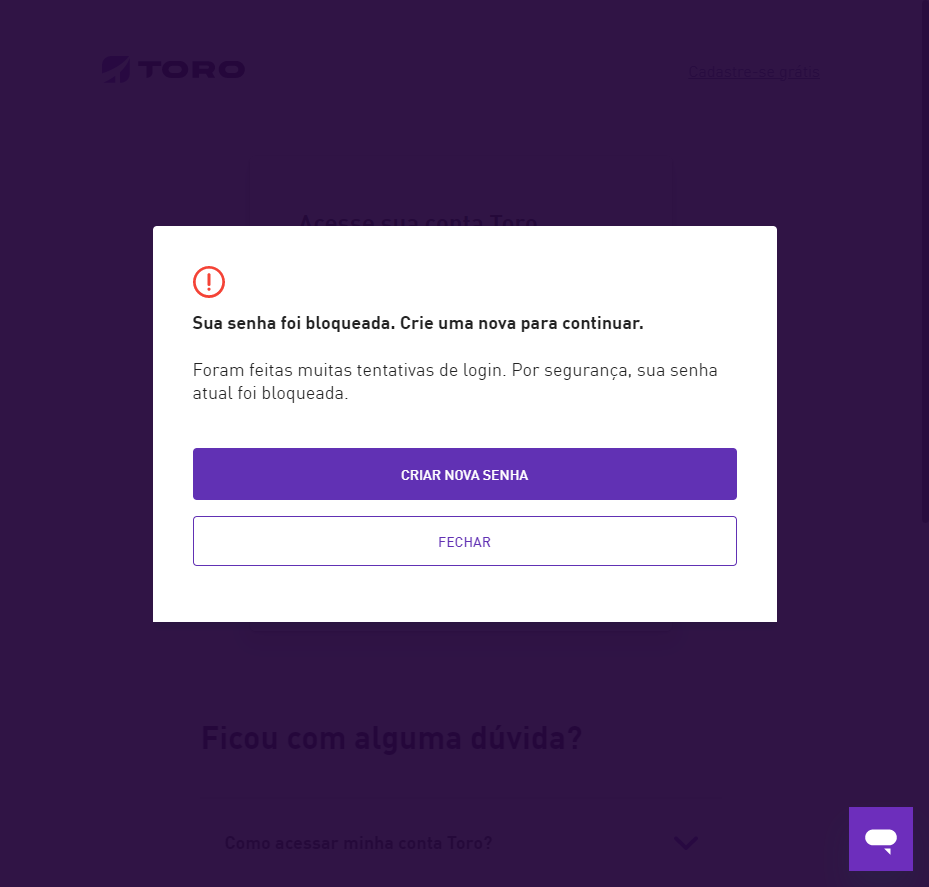 TORO
Cadastre-se grátis
Acesse sua conta Toro
Sua senha foi bloqueada. Crie uma nova para continuar.
Foram feitas muitas tentativas de login. Por segurança, sua senha
atual foi bloqueada.
CRIAR NOVA SENHA
FECHAR
Ficou com alguma dúvida?
Como acessar minha conta Toro?